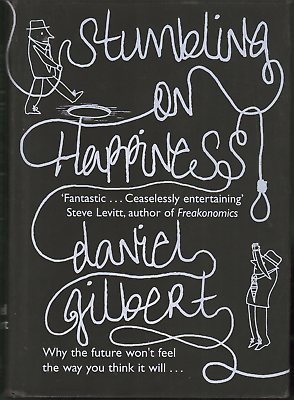 Stumbling
on
Happiness
‘Fantastic . . . Ceaselessly entertaining’
Steve Levitt, author of Freakonomics
daniel
gilbert
Why the future won’t feel
the way you think it will . . .